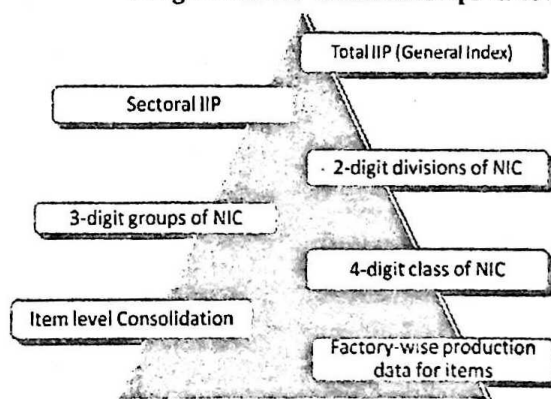 Total IIP (General Index)
Sectoral IIP
2-digit divisions of NIC
3-digit groups of NIC
4-digit class of NIC
Item level Consolidation
Factory-wise production
data for items